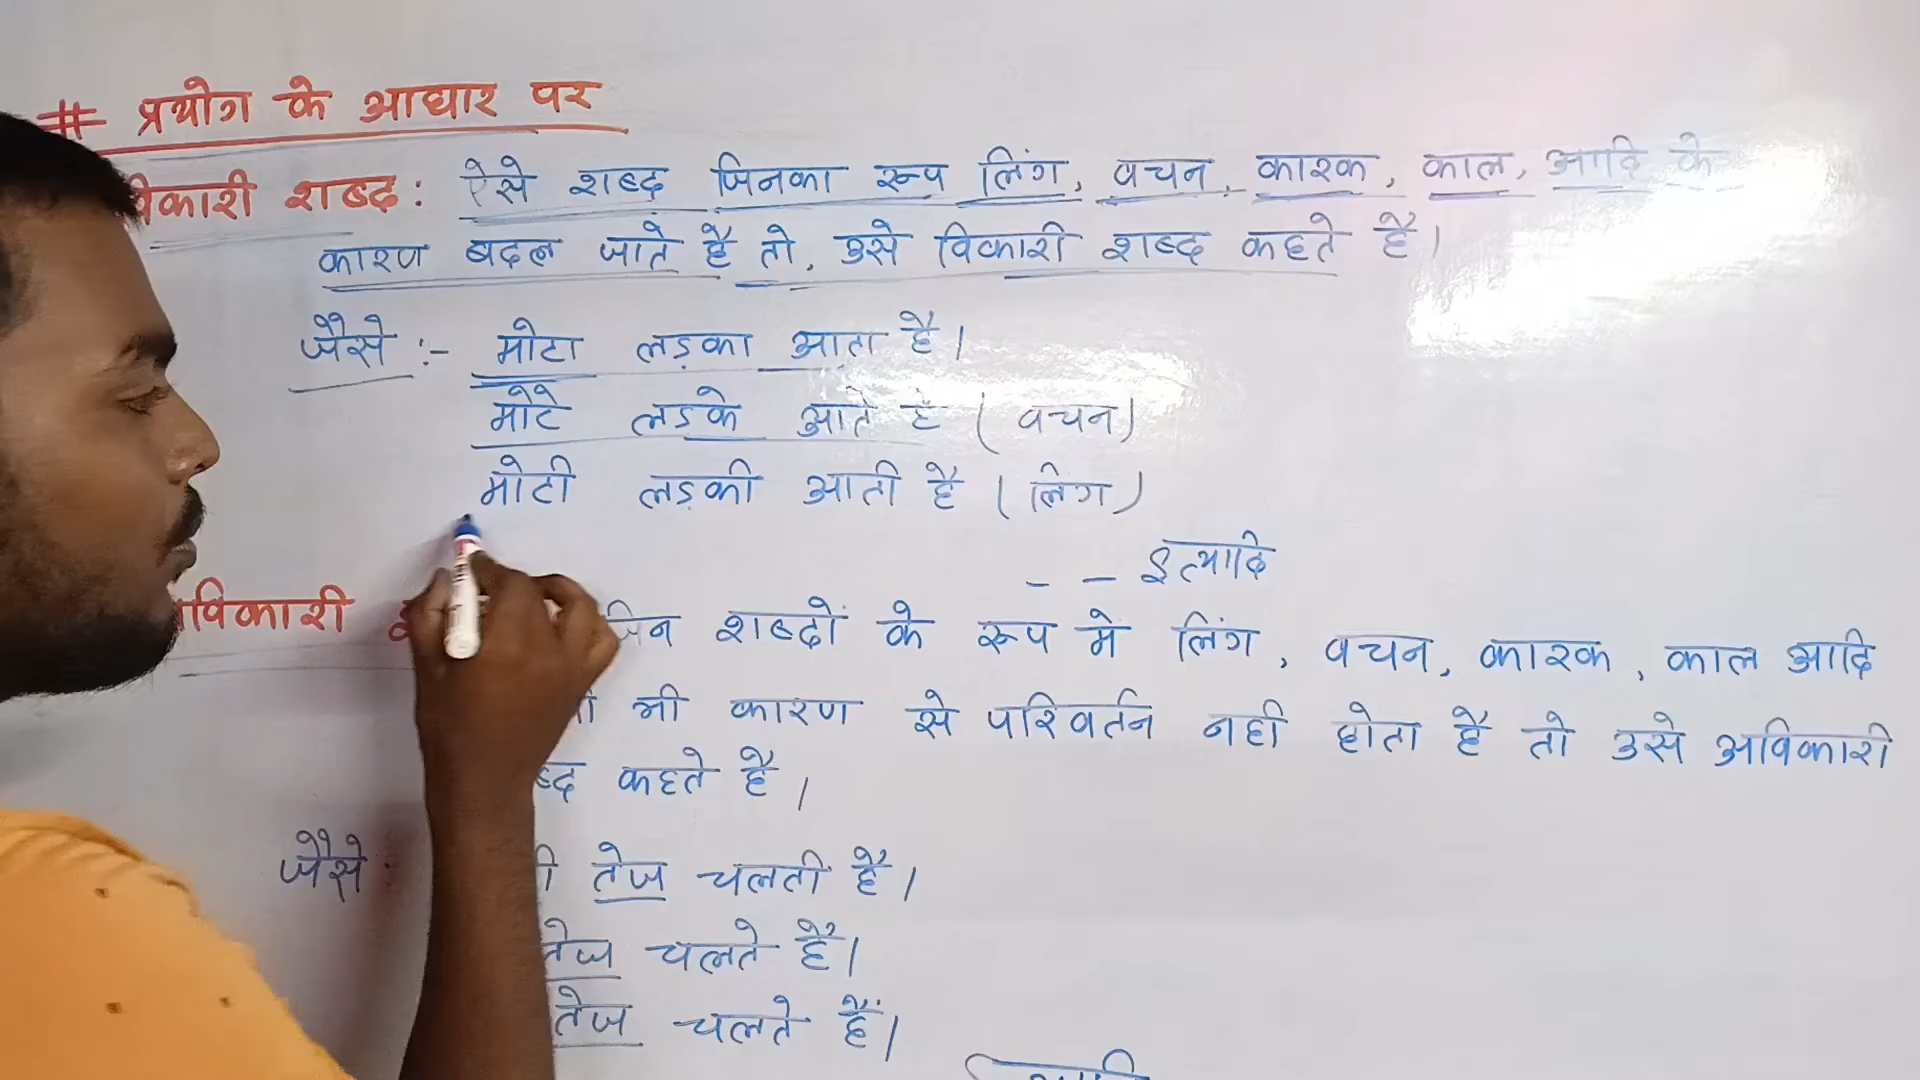 # प्रयोग के आधार पर
विकारी शब्द : ऐसे शब्द जिनका रूप लिंग, वचन, कारक, काल, आदि के
कारण बदल जाते है तो, उसे विकारी शब्द कहते है।
जैसे :- मोटा लड़का आता है।
मोटे लड़के आते है (वचन)
मोटी लड़की आती है (लिंग)
- - इत्यादि
अविकारी जिन शब्दों के रूप मे लिंग, वचन, कारक, काल आदि
भी कारण से परिवर्तन नही होता है तो उसे अविकारी
शब्द कहते है।
जैसे : तेज चलती है।
तेज चलते है।
तेज चलते हैं।